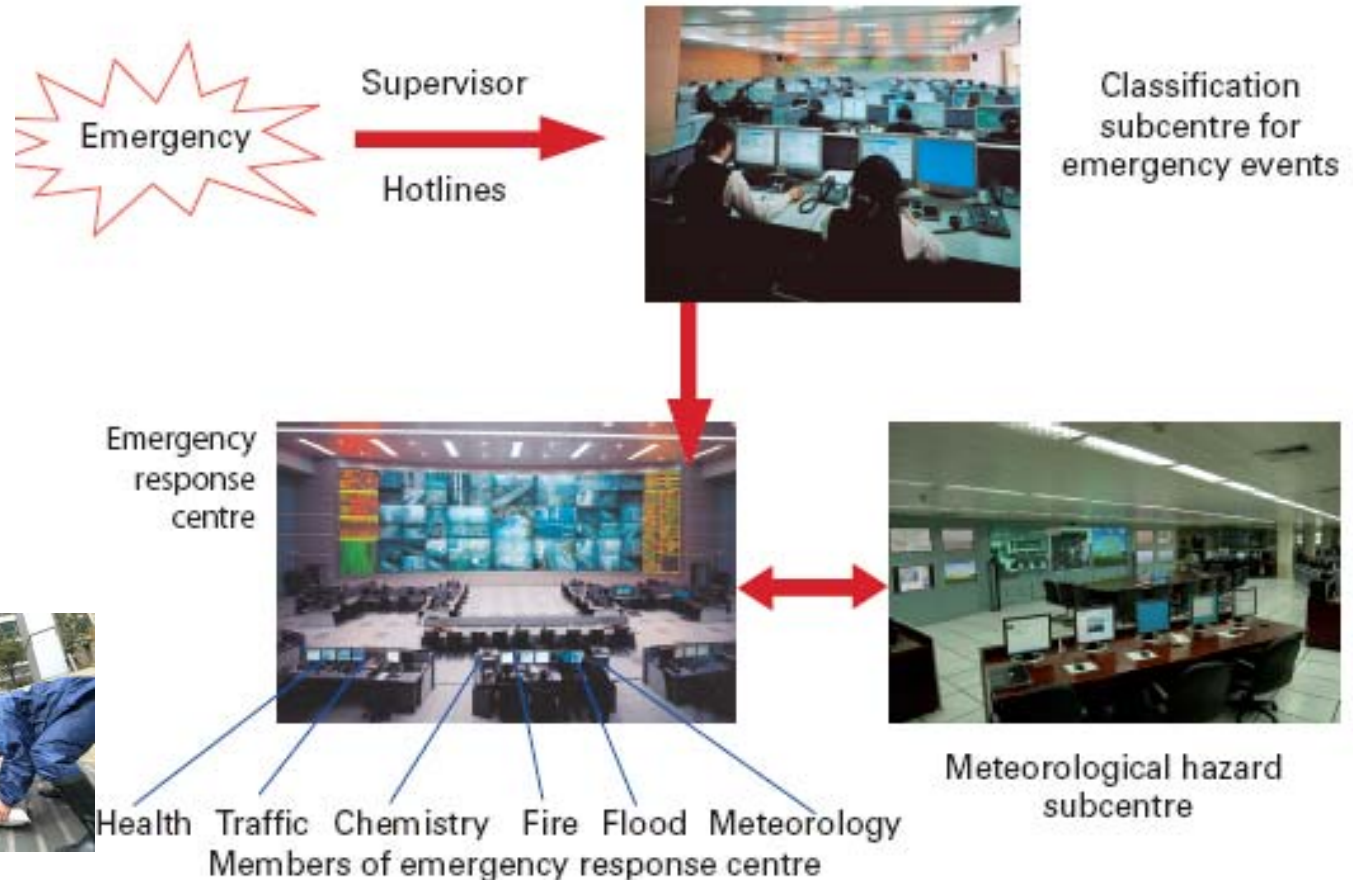 Emergency
Supervisor
Hotlines
Classification
subcentre for
emergency events
Emergency
response
centre
Health Traffic Chemistry Fire Flood Meteorology
Members of emergency response centre
Meteorological hazard
subcentre